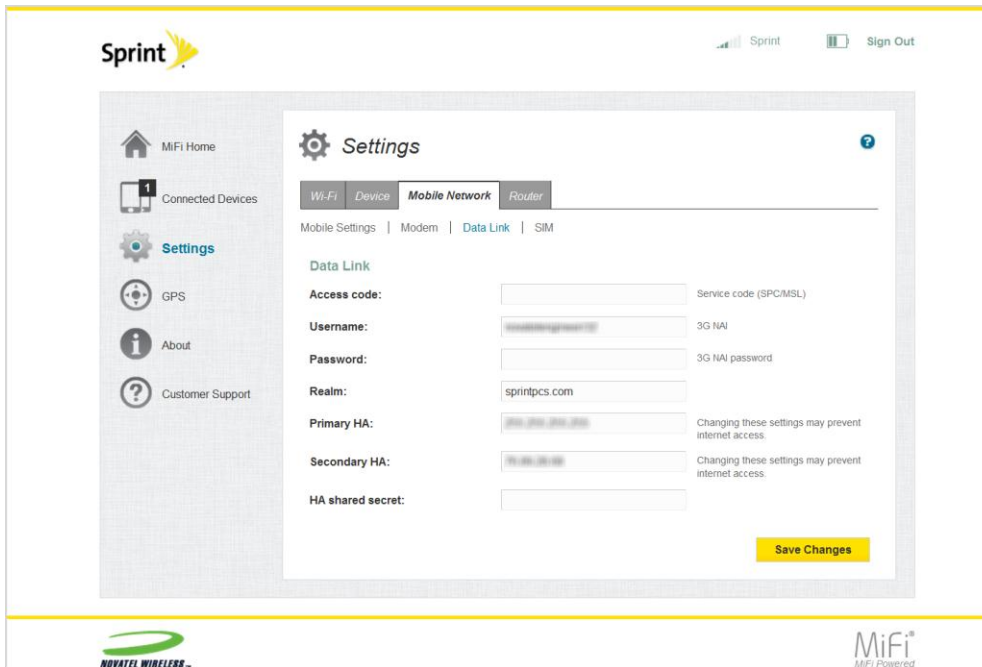 Sprint
Sprint
Sign Out
MiFi Home
1
Connected Devices
Settings
GPS
About
Customer Support
Settings
?
Wi-Fi Device Mobile Network Router
Mobile Settings | Modem | Data Link | SIM
Data Link
Access code: Service code (SPC/MSL)
Username: 3G NAI
Password: 3G NAI password
Realm: sprintpcs.com
Primary HA: Changing these settings may prevent
internet access.
Secondary HA: Changing these settings may prevent
internet access.
HA shared secret:
Save Changes
NOVATEL WIRELESS
MiFi®
MiFi Powered